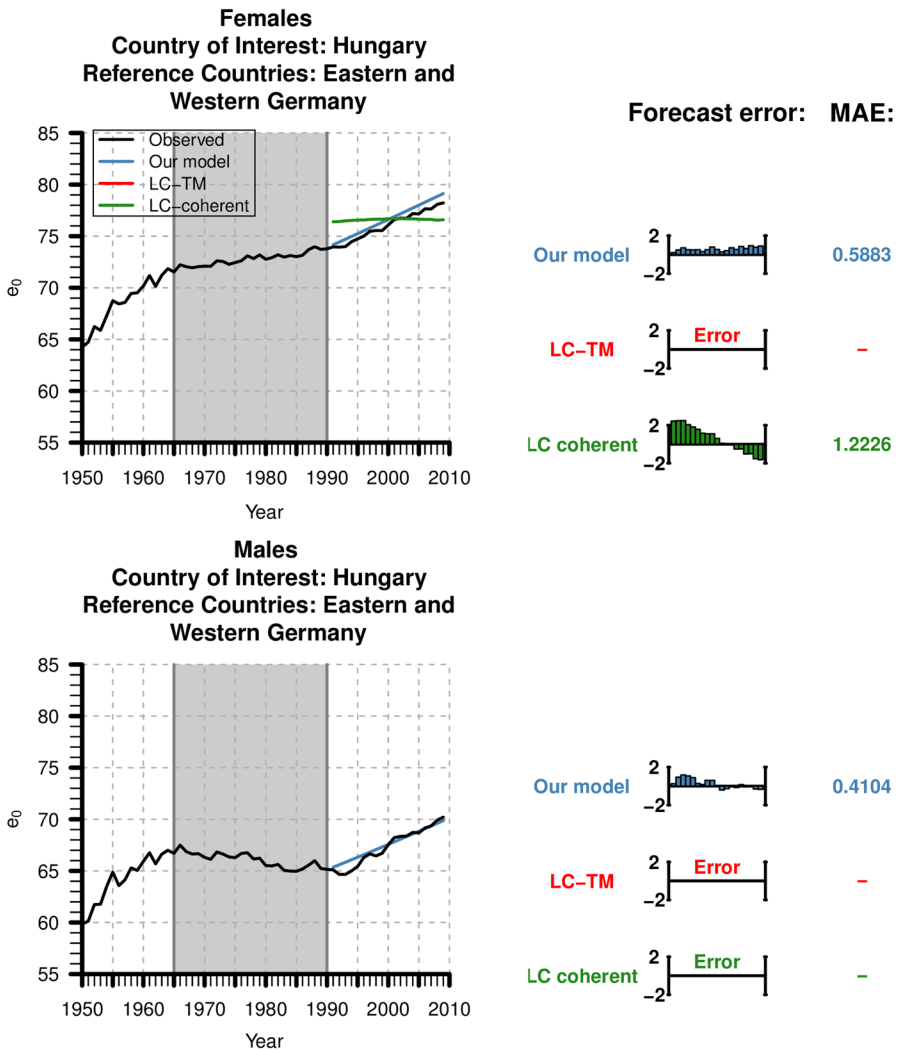 Females
Country of Interest: Hungary
Reference Countries: Eastern and
Western Germany
Forecast error: MAE:
85
80
75
70
65
60
55
e0
Observed
Our model
LC−TM
LC−coherent
1950 1960 1970 1980 1990 2000 2010
Year
2
Our model 0.5883
−2
2
Error
LC−TM –
−2
2
LC coherent 1.2226
−2
Males
Country of Interest: Hungary
Reference Countries: Eastern and
Western Germany
85
80
75
70
65
60
55
e0
1950 1960 1970 1980 1990 2000 2010
Year
2
Our model 0.4104
−2
2
Error
LC−TM –
−2
2
Error
LC coherent –
−2